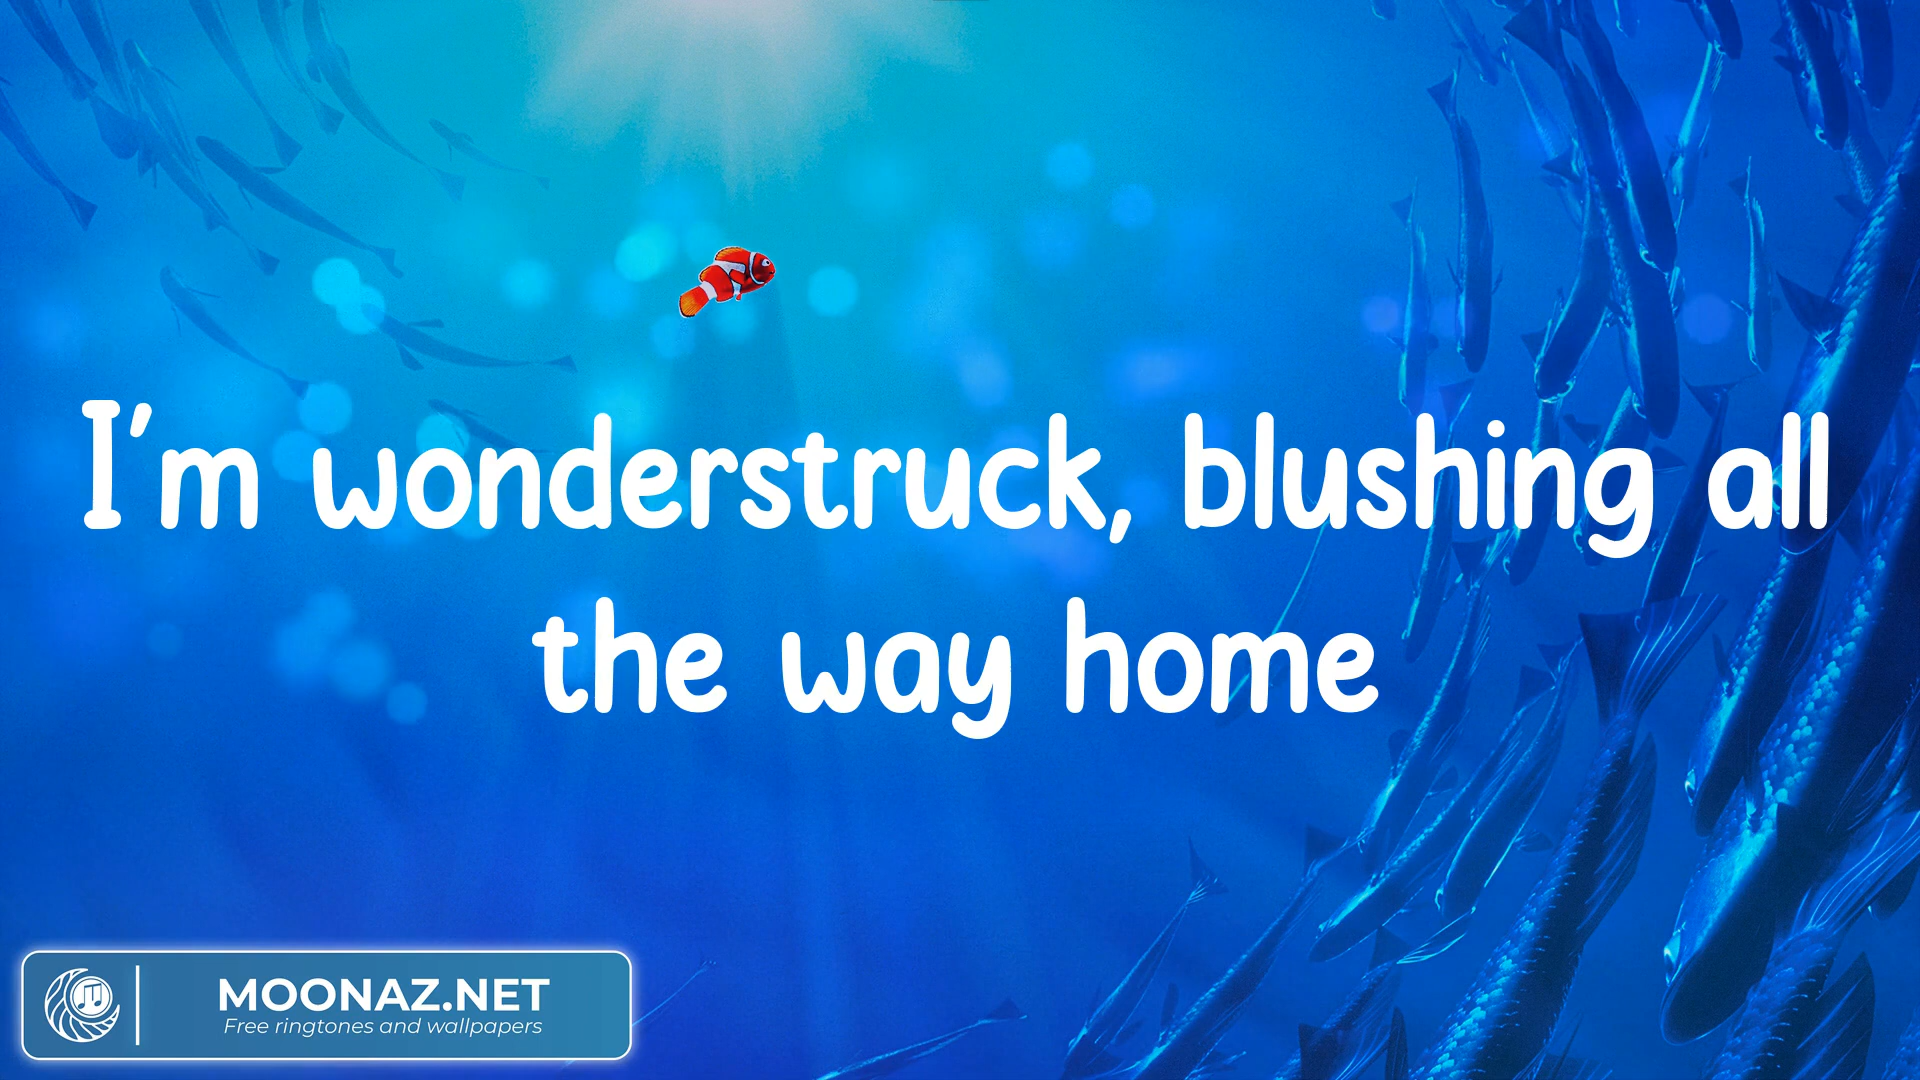 I'm wonderstruck, blushing all
the way home
MOONAZ.NET
Free ringtones and wallpapers